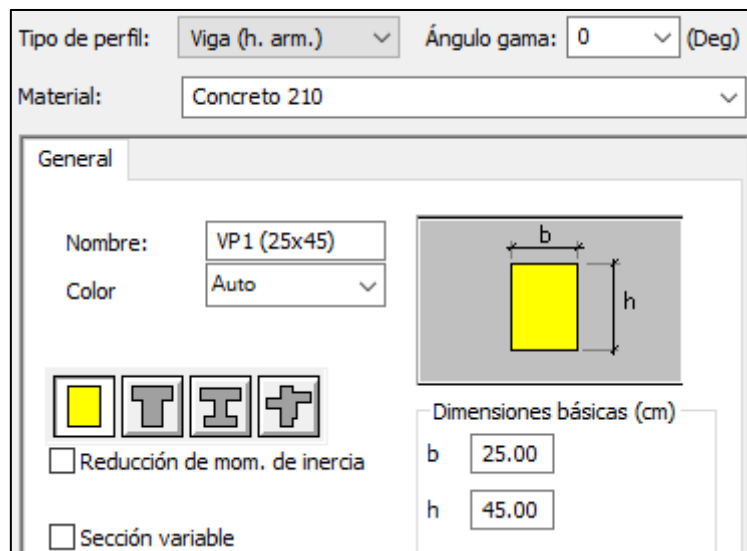 Tipo de perfil: Viga (h. arm.) Ángulo gama: 0 (Deg)
Material: Concreto 210
General
Nombre: VP1 (25x45)
Color Auto
b
h
Reducción de mom. de inercia
Sección variable
Dimensiones básicas (cm)
b 25.00
h 45.00